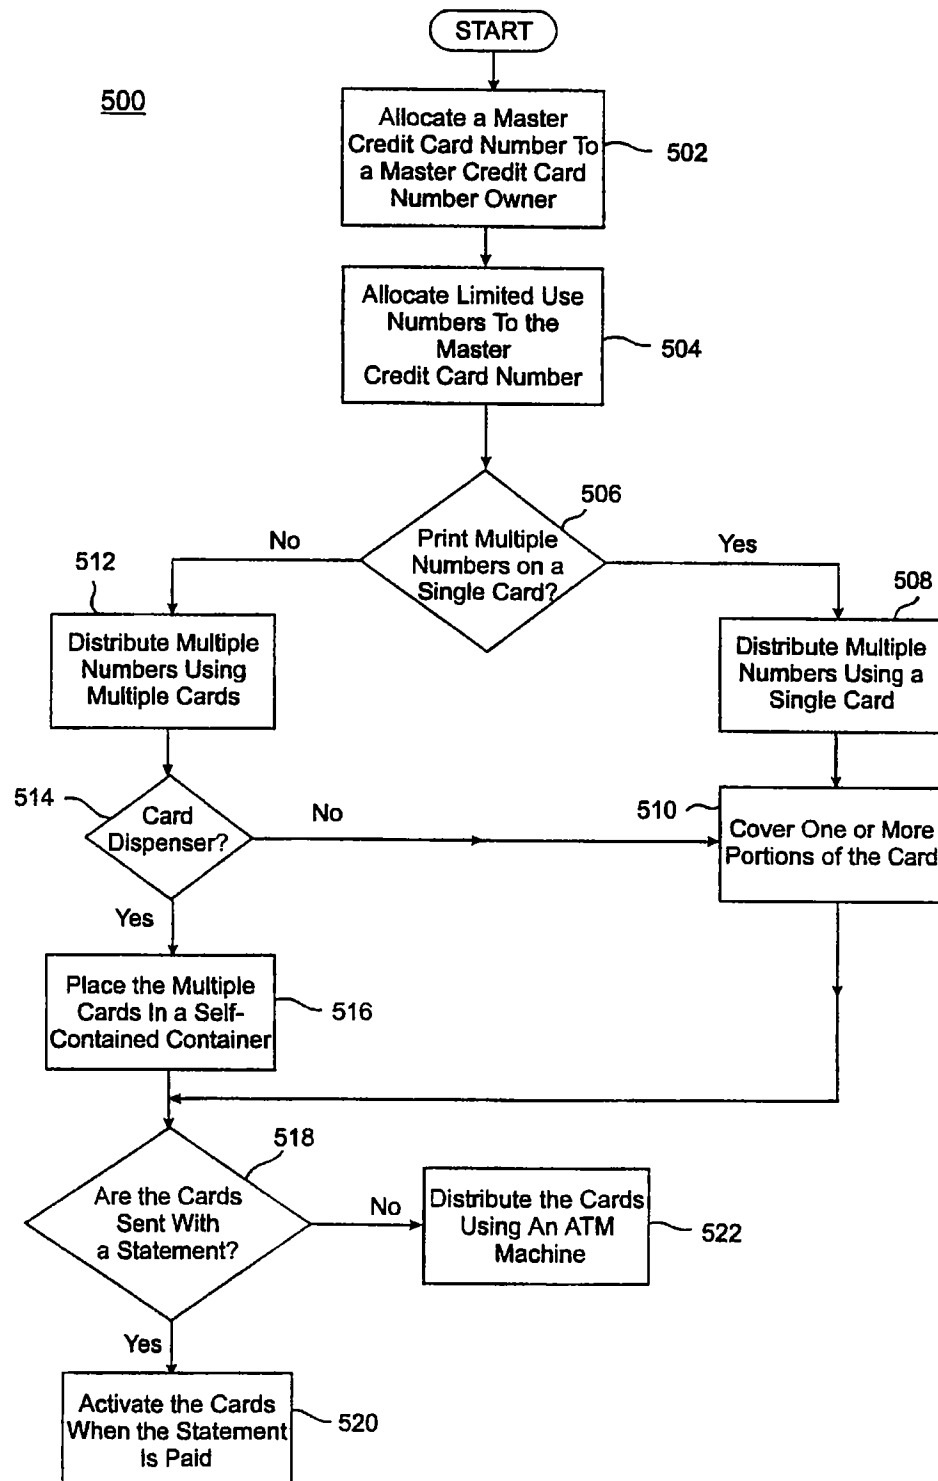 START
500
Allocate a Master
Credit Card Number To
a Master Credit Card
Number Owner
502
Allocate Limited Use
Numbers To the
Master
Credit Card Number
504
506
Print Multiple
Numbers on a
Single Card?
No
Yes
512
Distribute Multiple
Numbers Using
Multiple Cards
508
Distribute Multiple
Numbers Using a
Single Card
514
Card
Dispenser?
No
510
Cover One or More
Portions of the Card
Yes
Place the Multiple
Cards In a Self-
Contained Container
516
518
Are the Cards
Sent With
a Statement?
No
Distribute the Cards
Using An ATM
Machine
522
Yes
Activate the Cards
When the Statement
Is Paid
520